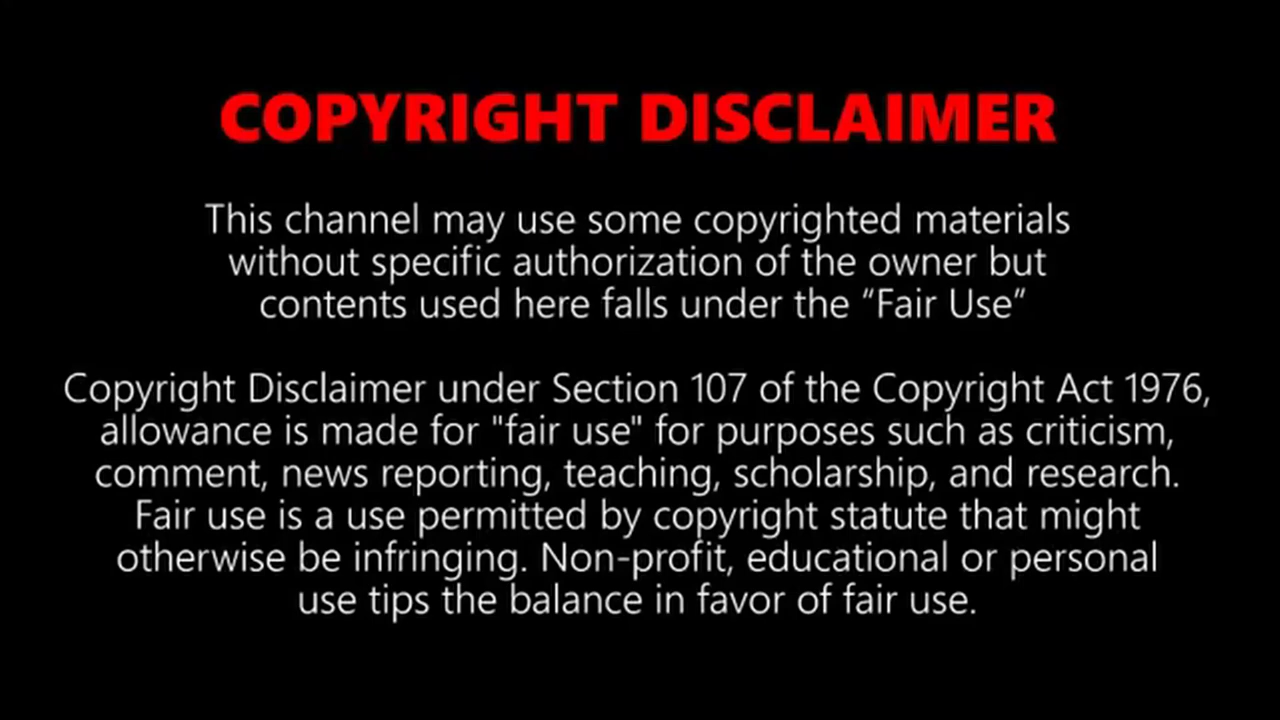 COPYRIGHT DISCLAIMER
This channel may use some copyrighted materials
without specific authorization of the owner but
contents used here falls under the “Fair Use”
Copyright Disclaimer under Section 107 of the Copyright Act 1976,
allowance is made for "fair use" for purposes such as criticism,
comment, news reporting, teaching, scholarship, and research.
Fair use is a use permitted by copyright statute that might
otherwise be infringing. Non-profit, educational or personal
use tips the balance in favor of fair use.